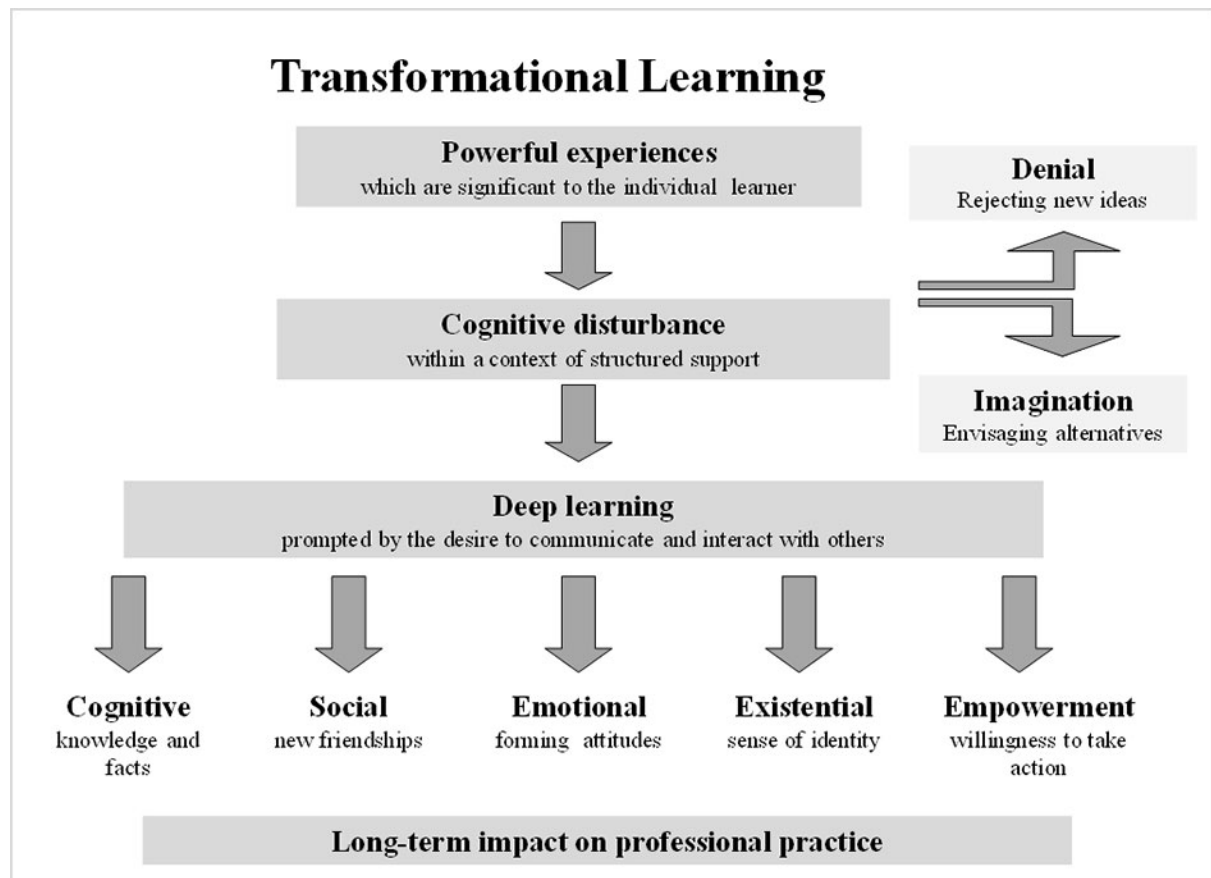 Transformational Learning
Powerful experiences
which are significant to the individual learner
Denial
Rejecting new ideas
Cognitive disturbance
within a context of structured support
Imagination
Envisaging alternatives
Deep learning
prompted by the desire to communicate and interact with others
Cognitive
knowledge and
facts
Social
new friendships
Emotional
forming attitudes
Existential
sense of identity
Empowerment
willingness to take
action
Long-term impact on professional practice